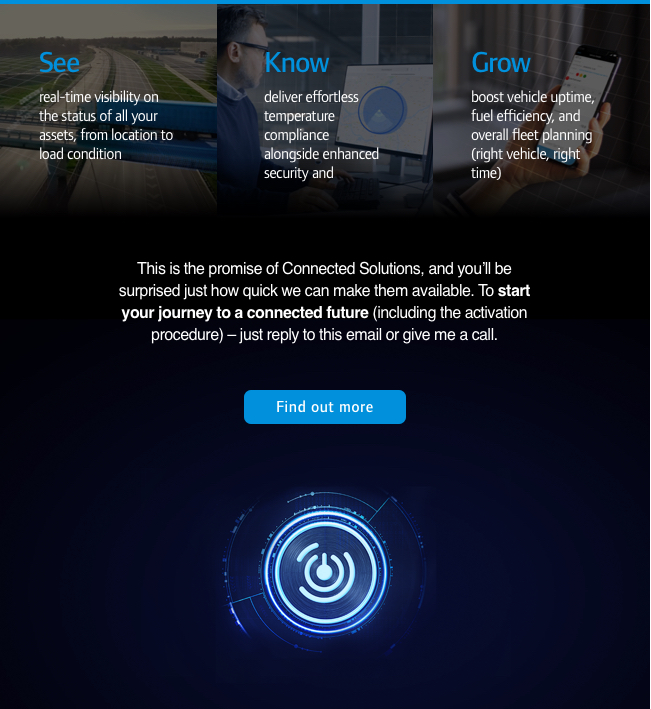 See
real-time visibility on
the status of all your
assets, from location to
load condition
Know
deliver effortless
temperature
compliance
alongside enhanced
security and
Grow
boost vehicle uptime,
fuel efficiency, and
overall fleet planning
(right vehicle, right
time)
This is the promise of Connected Solutions, and you’ll be
surprised just how quick we can make them available. To start
your journey to a connected future (including the activation
procedure) – just reply to this email or give me a call.
Find out more